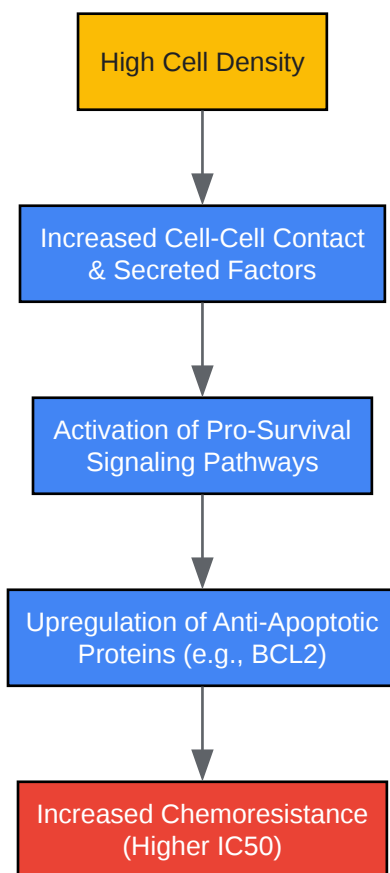 High Cell Density
Increased Cell-Cell Contact
& Secreted Factors
Activation of Pro-Survival
Signaling Pathways
Upregulation of Anti-Apoptotic
Proteins (e.g., BCL2)
Increased Chemoresistance
(Higher IC50)